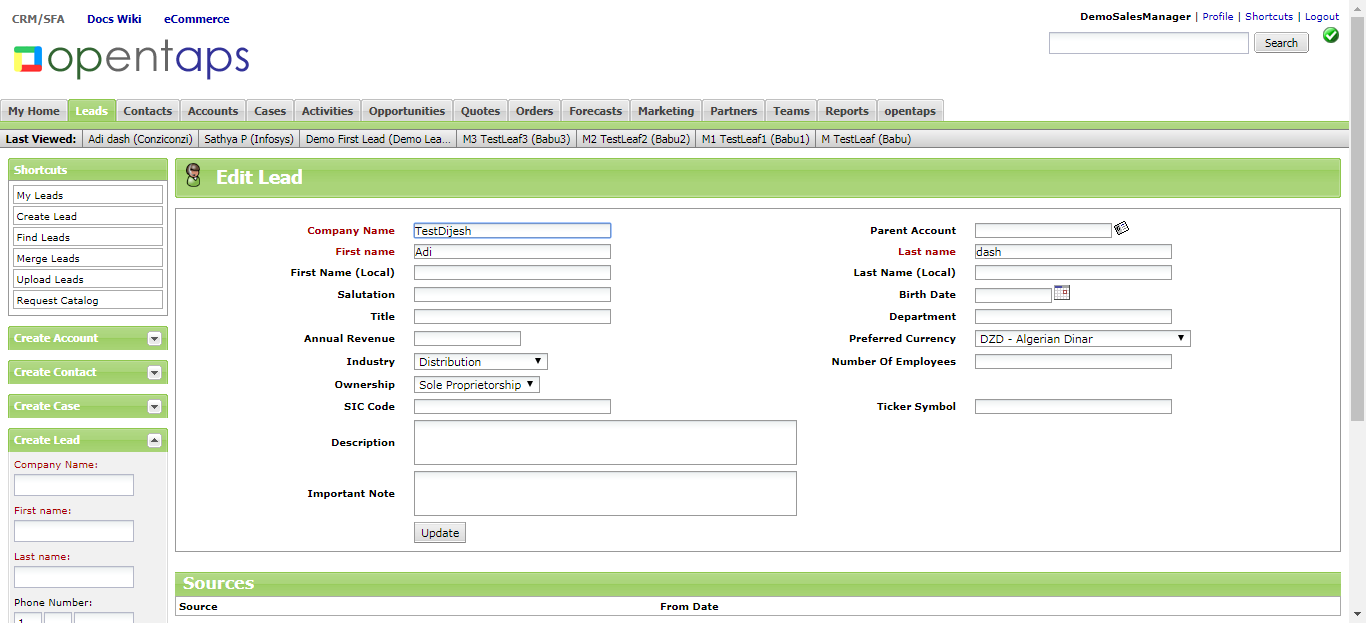 CRM/SFA Docs Wiki eCommerce
DemoSalesManager | Profile | Shortcuts | Logout
opentaps
Search
My Home Leads Contacts Accounts Cases Activities Opportunities Quotes Orders Forecasts Marketing Partners Teams Reports opentaps
Last Viewed: Adi dash (Conziconzi) Sathya P (Infosys) Demo First Lead (Demo Lea... M3 TestLeaf3 (Babu3) M2 TestLeaf2 (Babu2) M1 TestLeaf1 (Babu1) M TestLeaf (Babu)
Shortcuts
My Leads
Create Lead
Find Leads
Merge Leads
Upload Leads
Request Catalog
Create Account
Create Contact
Create Case
Create Lead
Company Name:
First name:
Last name:
Phone Number:
1
Edit Lead
Company Name TestDijesh Parent Account
First name Adi Last name dash
First Name (Local) Last Name (Local)
Salutation Birth Date
Title Department
Annual Revenue Preferred Currency DZD - Algerian Dinar
Industry Distribution Number Of Employees
Ownership Sole Proprietorship
SIC Code Ticker Symbol
Description
Important Note
Update
Sources
Source From Date